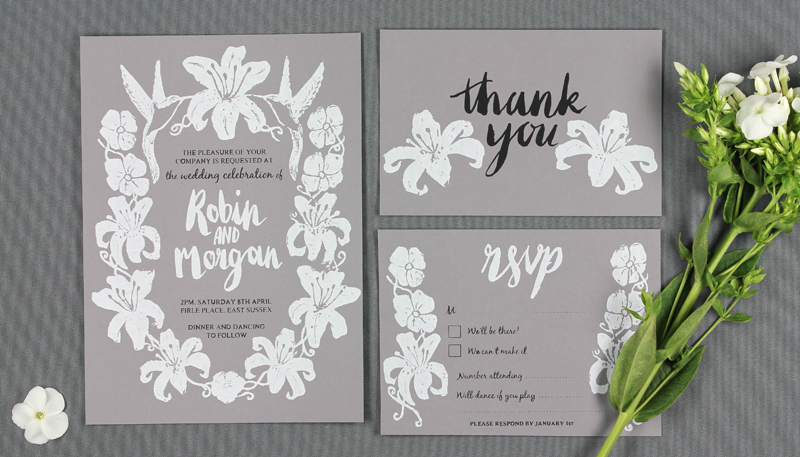 THE PLEASURE OF YOUR
COMPANY IS REQUESTED AT
the wedding celebration of
Robin
AND
Morgan
2PM, SATURDAY 8TH APRIL
PIRLE PLACE, EAST SUSSEX
DINNER AND DANCING
TO FOLLOW
thank
you
rsvp
M
We'll be there!
We can't make it
Number attending
Will dance if you play
PLEASE RESPOND BY JANUARY 1ST